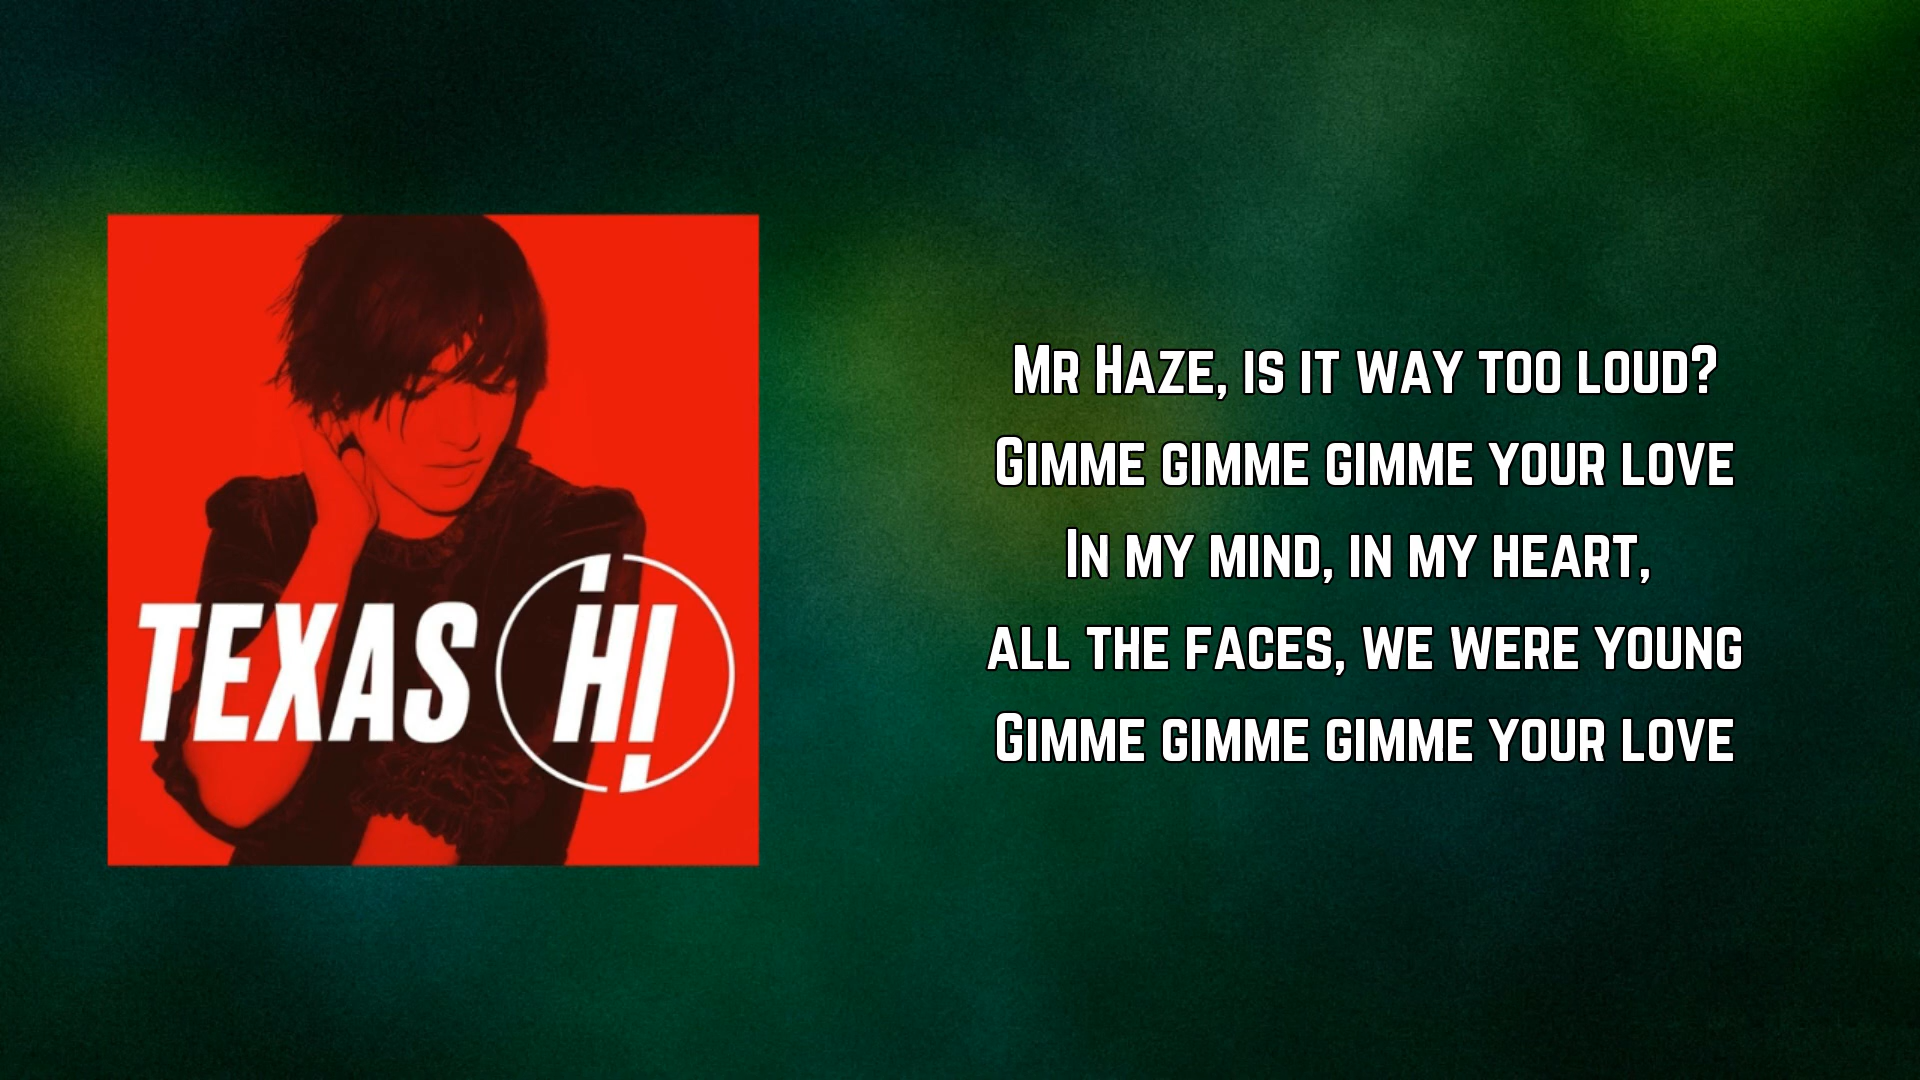 TEXAS HI
Mr Haze, is it way too loud?
Gimme gimme gimme your love
In my mind, in my heart,
all the faces, we were young
Gimme gimme gimme your love